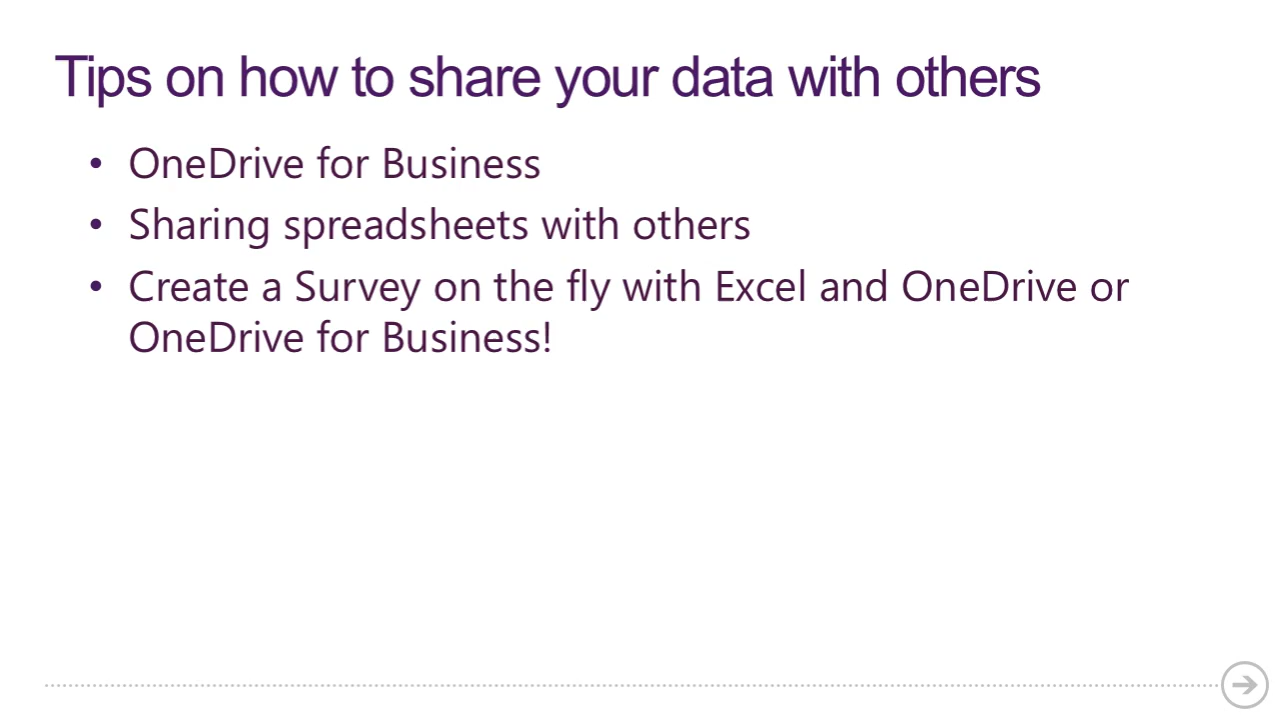 Tips on how to share your data with others
• OneDrive for Business
• Sharing spreadsheets with others
• Create a Survey on the fly with Excel and OneDrive or
OneDrive for Business!